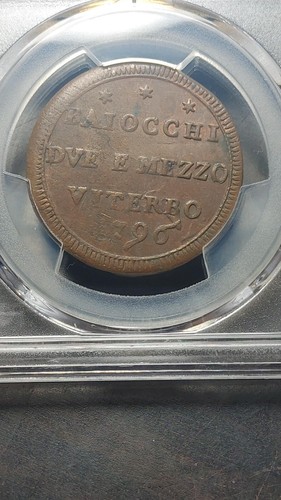 BAIOCCHI
DVE E MEZZO
VITERBO
1796